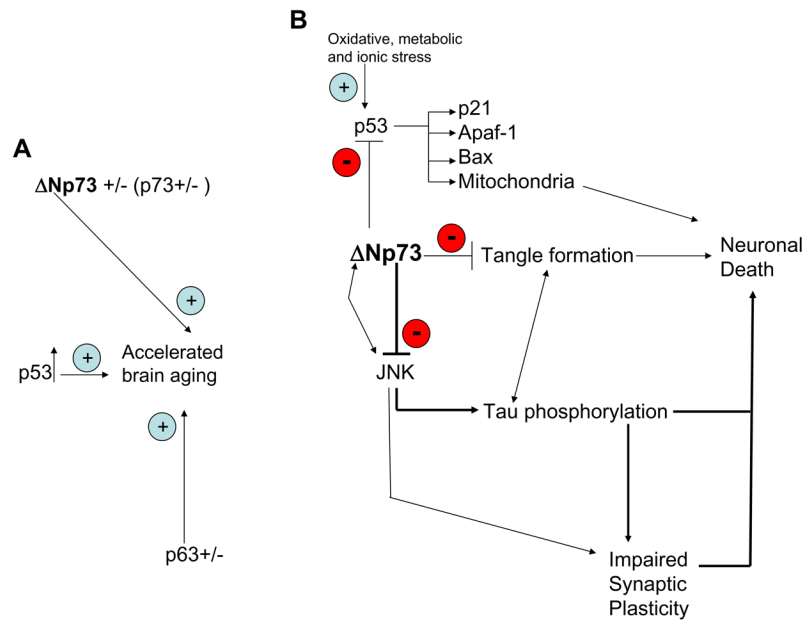 B
Oxidative, metabolic
and ionic stress
+
p53
p21
Apaf-1
Bax
Mitochondria
-
A
ΔNp73 +/- (p73+/- )
ΔNp73
-
Tangle formation
Neuronal
Death
+
-
p53
+
Accelerated
brain aging
JNK
+
Tau phosphorylation
p63+/-
Impaired
Synaptic
Plasticity